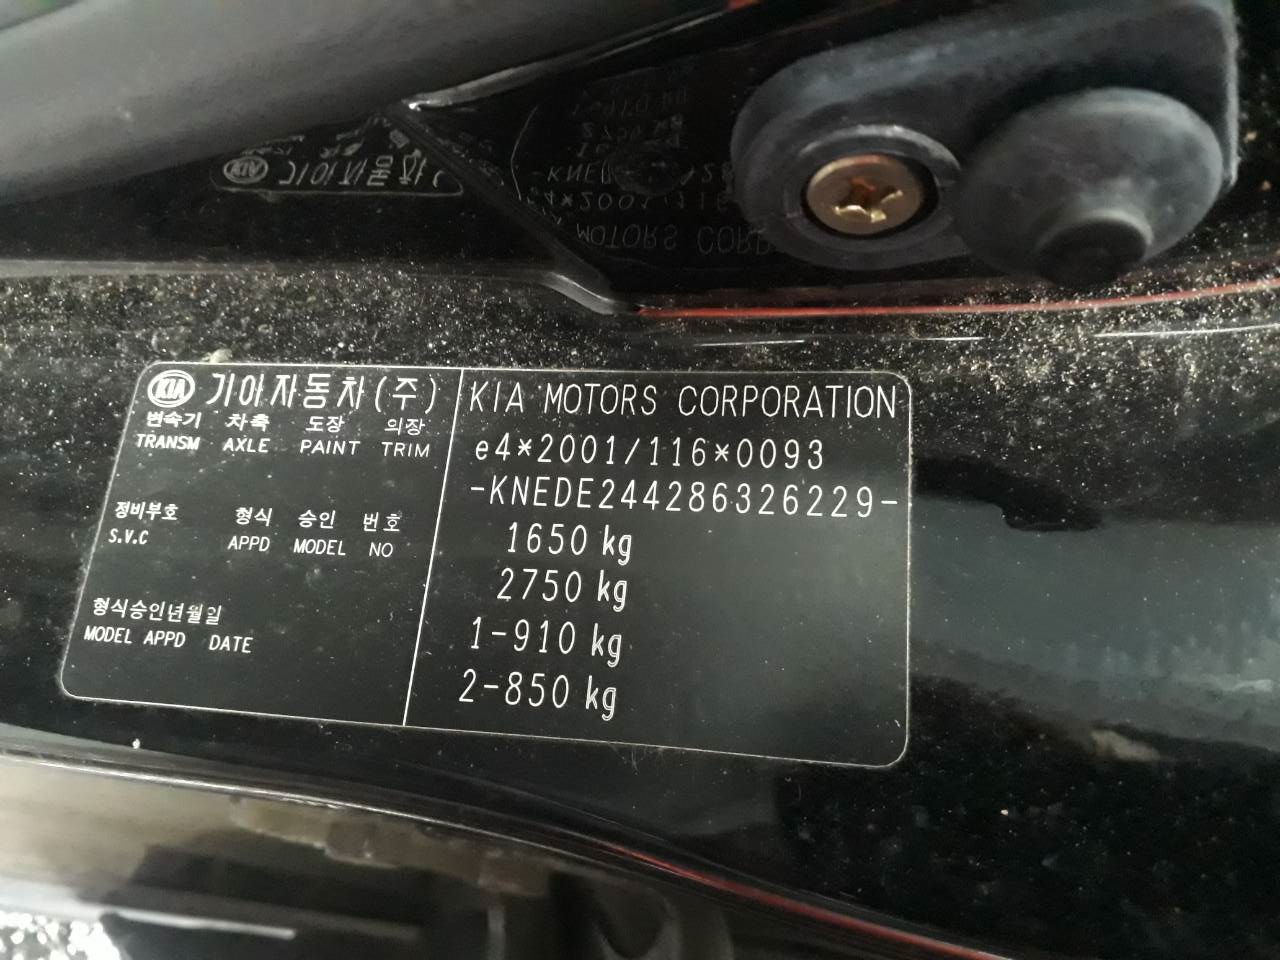 KIA 기아자동차(주)
변속기 차축 도장 의장
TRANSM AXLE PAINT TRIM
정비부호 형식 승인 번호
S.V.C APPD MODEL NO
형식승인년월일
MODEL APPD DATE
KIA MOTORS CORPORATION
e4*2001/116*0093
-KNEDE244286326229-
1650 kg
2750 kg
1-910 kg
2-850 kg